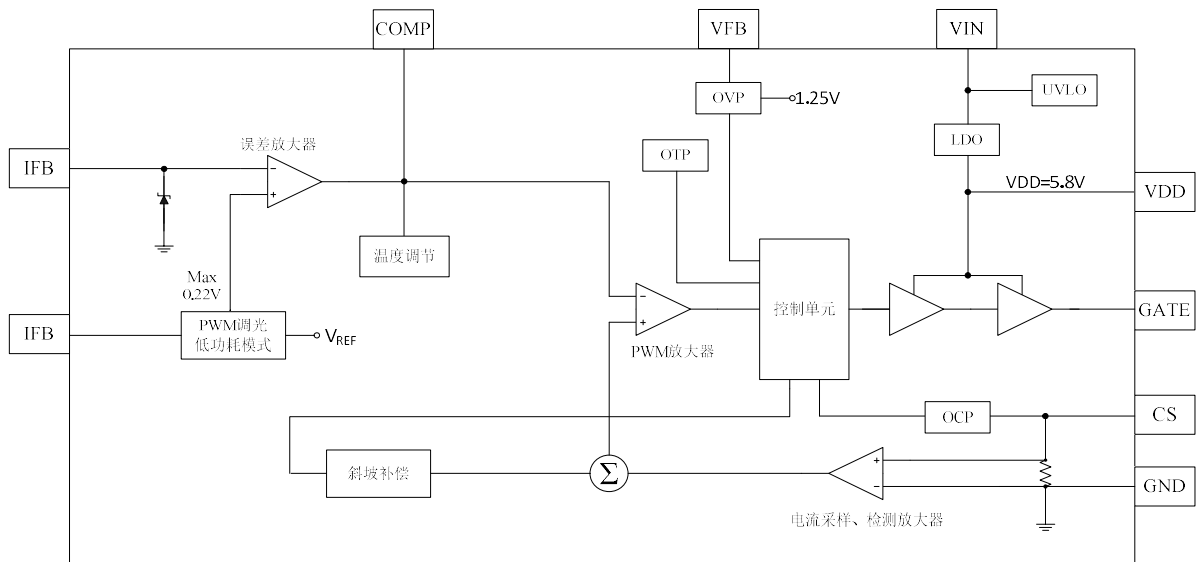 COMP
VFB
VIN
OVP
1.25V
UVLO
误差放大器
OTP
LDO
IFB
−
+
VDD=5.8V
VDD
温度调节
Max
0.22V
控制单元
−
+
GATE
IFB
PWM调光
低功耗模式
VREF
PWM放大器
OCP
CS
斜坡补偿
Σ
+
−
GND
电流采样、检测放大器